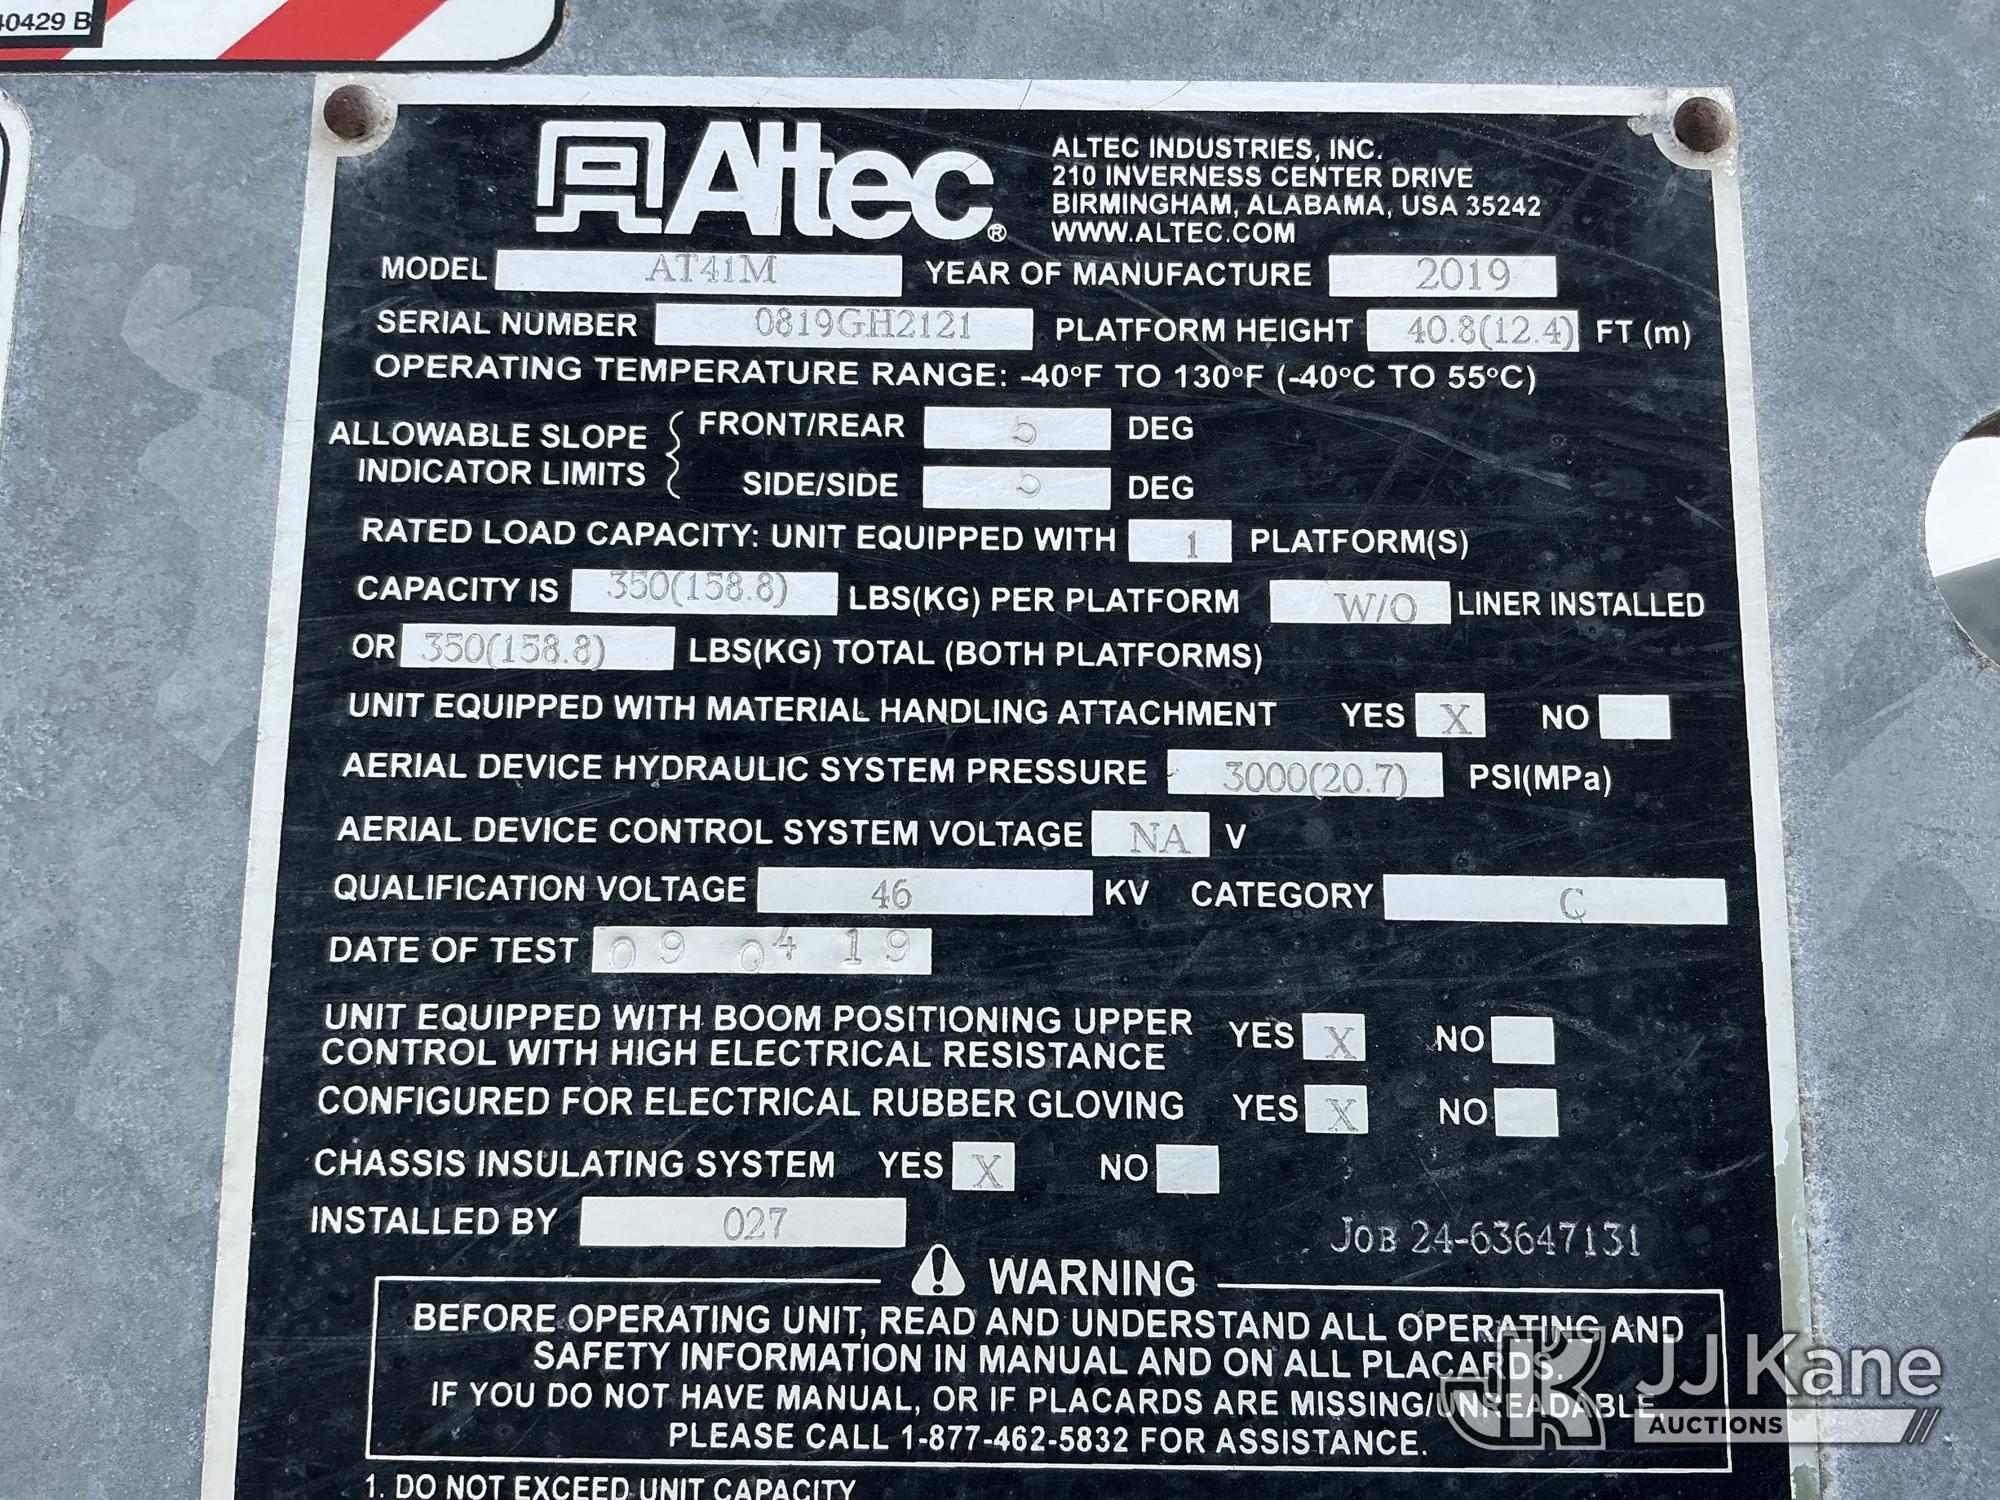 40429 B
Altec®
ALTEC INDUSTRIES, INC.
210 INVERNESS CENTER DRIVE
BIRMINGHAM, ALABAMA, USA 35242
WWW.ALTEC.COM
MODEL AT41M YEAR OF MANUFACTURE 2019
SERIAL NUMBER 0819GH2121 PLATFORM HEIGHT 40.8(12.4) FT (m)
OPERATING TEMPERATURE RANGE: -40°F TO 130°F (-40°C TO 55°C)
ALLOWABLE SLOPE INDICATOR LIMITS { FRONT/REAR 5 DEG
SIDE/SIDE 5 DEG
RATED LOAD CAPACITY: UNIT EQUIPPED WITH 1 PLATFORM(S)
CAPACITY IS 350(158.8) LBS(KG) PER PLATFORM W/O LINER INSTALLED
OR 350(158.8) LBS(KG) TOTAL (BOTH PLATFORMS)
UNIT EQUIPPED WITH MATERIAL HANDLING ATTACHMENT YES X NO
AERIAL DEVICE HYDRAULIC SYSTEM PRESSURE 3000(20.7) PSI(MPa)
AERIAL DEVICE CONTROL SYSTEM VOLTAGE NA V
QUALIFICATION VOLTAGE 46 KV CATEGORY C
DATE OF TEST 09 04 19
UNIT EQUIPPED WITH BOOM POSITIONING UPPER
CONTROL WITH HIGH ELECTRICAL RESISTANCE YES X NO
CONFIGURED FOR ELECTRICAL RUBBER GLOVING YES X NO
CHASSIS INSULATING SYSTEM YES X NO
INSTALLED BY 027 JOB 24-63647131
WARNING
BEFORE OPERATING UNIT, READ AND UNDERSTAND ALL OPERATING AND
SAFETY INFORMATION IN MANUAL AND ON ALL PLACARDS.
IF YOU DO NOT HAVE MANUAL, OR IF PLACARDS ARE MISSING/UNREADABLE,
PLEASE CALL 1-877-462-5832 FOR ASSISTANCE.
1. DO NOT EXCEED UNIT CAPACITY
JK JJ Kane
AUCTIONS